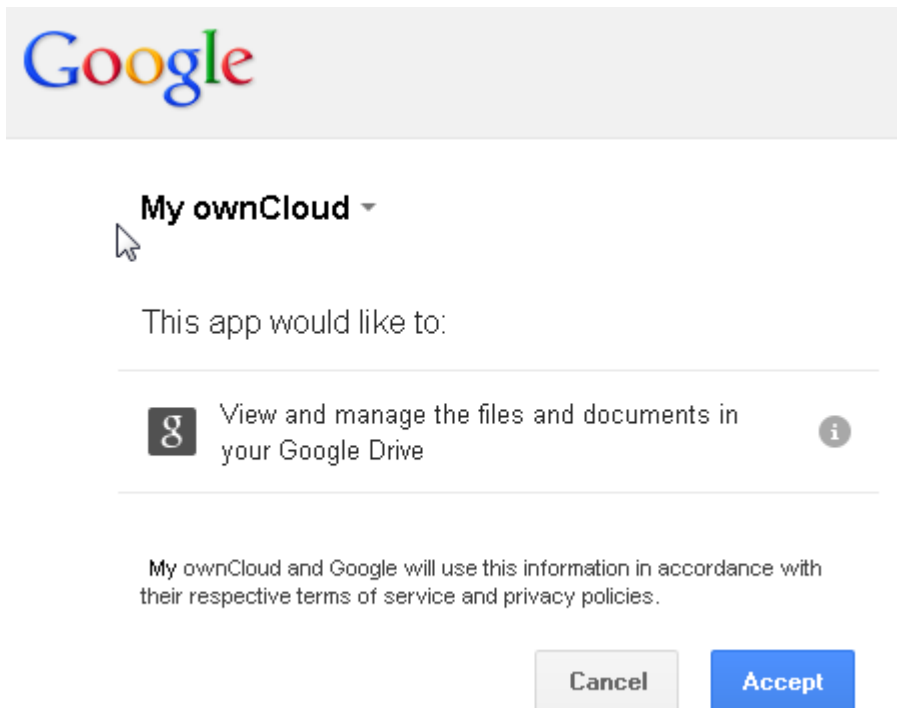 Google
My ownCloud
This app would like to:
g View and manage the files and documents in
your Google Drive
i
My ownCloud and Google will use this information in accordance with
their respective terms of service and privacy policies.
Cancel Accept